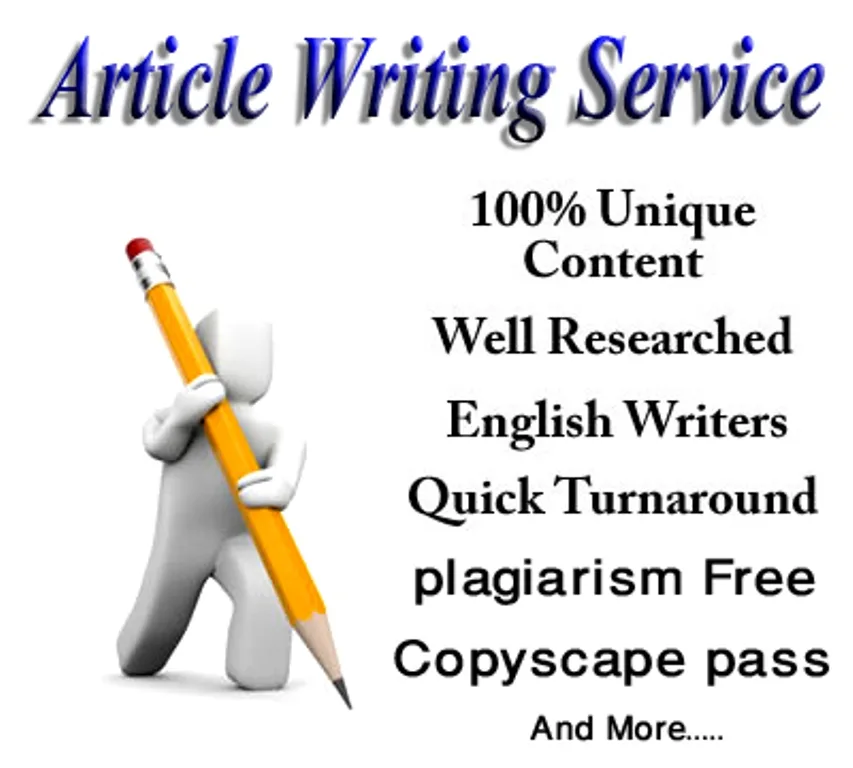 Article Writing Service
100% Unique
Content
Well Researched
English Writers
Quick Turnaround
plagiarism Free
Copyscape pass
And More.....